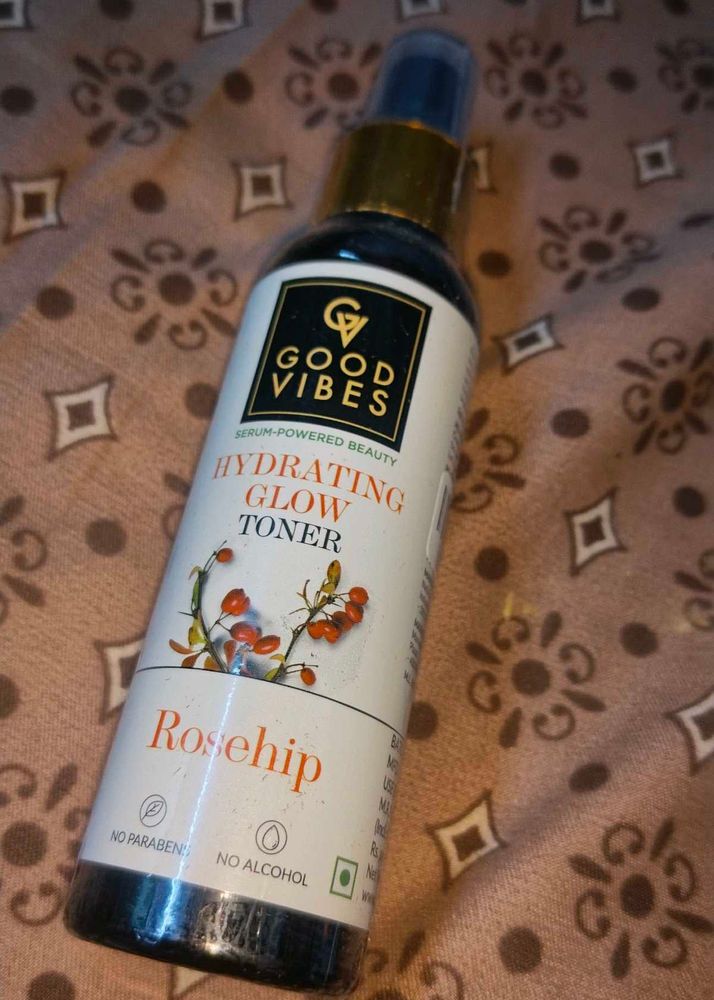 GV
GOOD
VIBES
SERUM-POWERED BEAUTY
HYDRATING
GLOW
TONER
Rosehip
NO PARABENS
NO ALCOHOL